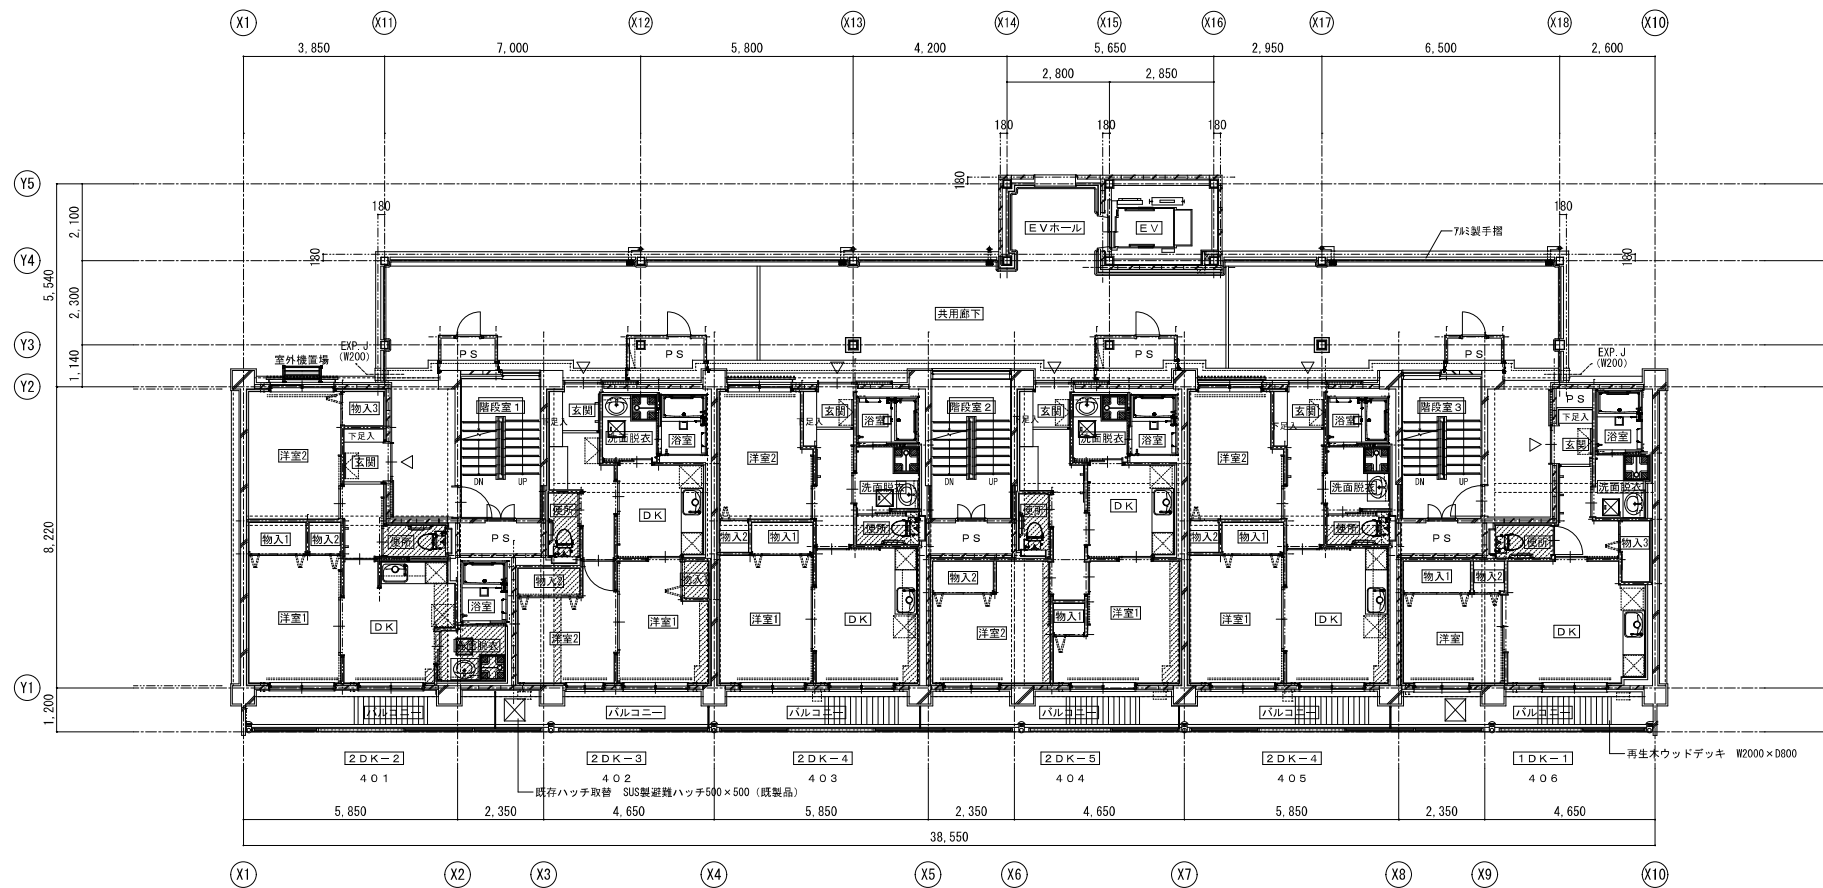 X1 X11 X12 X13 X14 X15 X16 X17 X18 X10
3,850 7,000 5,800 4,200 5,650 2,950 6,500 2,600
2,800 2,850
180 180 180
Y5
180
2,100
180 180
EVホール EV
アルミ製手摺
Y4
180 180
5,540
2,300
共用廊下
Y3
PS PS PS PS
室外機置場
EXP.J
(W200)
EXP.J
(W200)
1,140
Y2
物入3 階段室1 玄関 玄関 浴室 階段室2 玄関 玄関 浴室 階段室3 PS
下足入 下足入 下足入 下足入 下足入 下足入
洗面脱衣 浴室 洗面脱衣 浴室 玄関 浴室
洋室2 玄関 洋室2 洋室2
DN UP DN UP DN UP
洗面脱衣 洗面脱衣 洗面脱衣
便所 DK 便所 DK
8,220
物入1 物入2 便所 PS 物入2 物入1 便所 PS 物入2 物入1 便所 PS 便所 物入3
物入2 物入 物入2 物入1 物入2
浴室
洋室1 DK 洋室1 洋室1 DK 物入1 洋室1 洋室1 DK
洗面脱衣 洋室2 洋室2 洋室 DK
Y1
1,200
バルコニー バルコニー バルコニー バルコニー バルコニー バルコニー
2DK-2 2DK-3 2DK-4 2DK-5 2DK-4 1DK-1
401 402 403 404 405 406
再生木ウッドデッキ W2000×D800
既存ハッチ取替 SUS製避難ハッチ500×500（既製品）
5,850 2,350 4,650 5,850 2,350 4,650 5,850 2,350 4,650
38,550
X1 X2 X3 X4 X5 X6 X7 X8 X9 X10